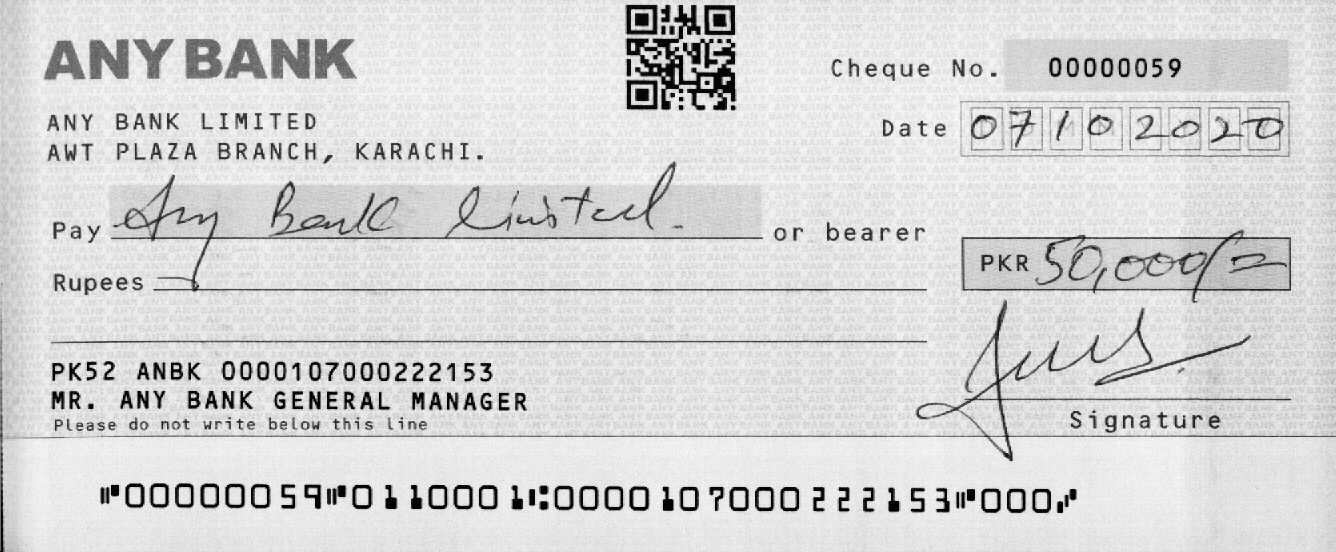 ANY BANK
Cheque No. 00000059
ANY BANK LIMITED
Date 07102020
AWT PLAZA BRANCH, KARACHI.
Pay Any Bank Limited. or bearer
PKR 50,000/=
Rupees
PK52 ANBK 0000107000222153
MR. ANY BANK GENERAL MANAGER
Please do not write below this line
Signature
⑈00000059⑈0110001⑆0000107000222153⑈000⑇